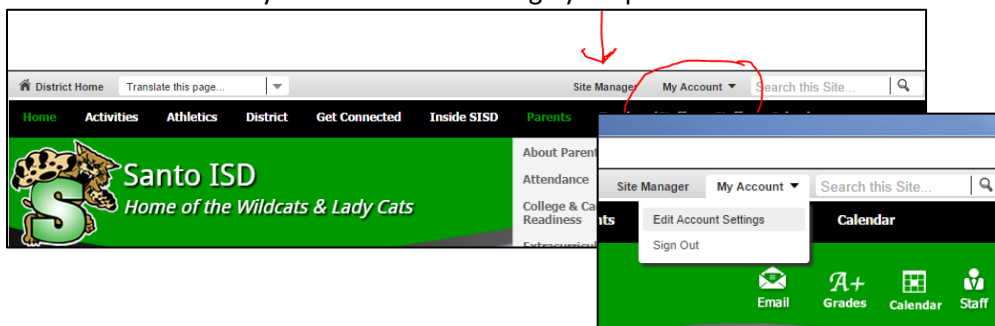 District Home Translate this page... Site Manager My Account Search this Site...
Home Activities Athletics District Get Connected Inside SISD Parents
About Parent
Santo ISD
Attendance
Home of the Wildcats & Lady Cats
College & Ca
Readiness
Site Manager My Account Search this Site...
nts Calendar
Edit Account Settings
Sign Out
Email A+ Grades Calendar Staff